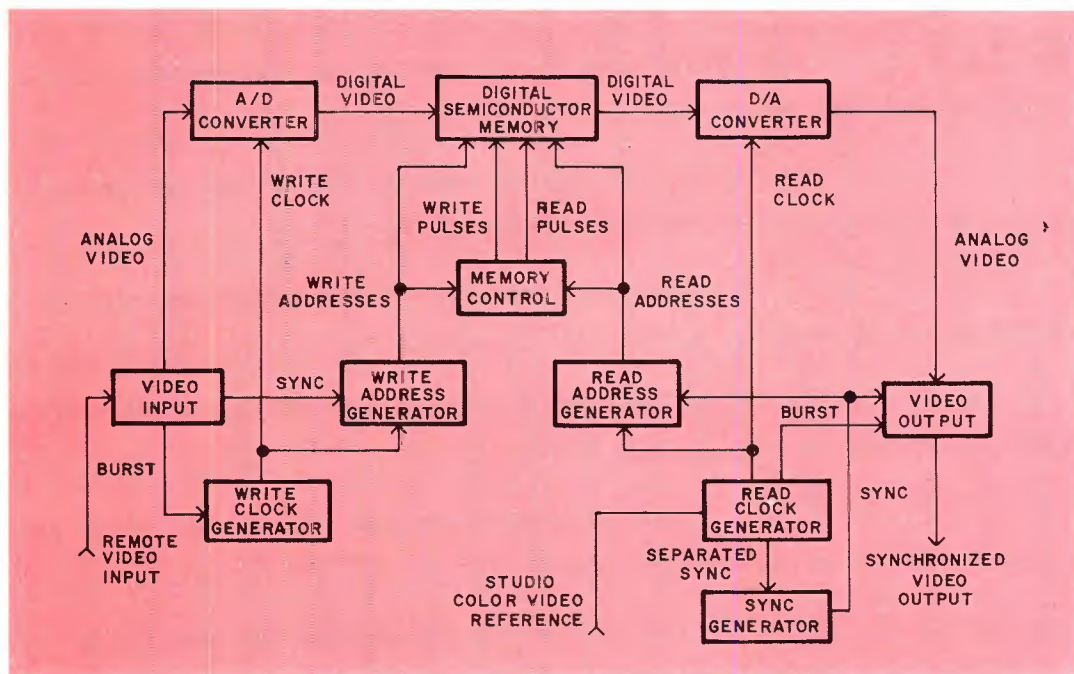 A/D
CONVERTER
DIGITAL
VIDEO
DIGITAL
SEMICONDUCTOR
MEMORY
DIGITAL
VIDEO
D/A
CONVERTER
WRITE
CLOCK
WRITE
PULSES
READ
PULSES
READ
CLOCK
ANALOG
VIDEO
WRITE
ADDRESSES
MEMORY
CONTROL
READ
ADDRESSES
ANALOG
VIDEO
VIDEO
INPUT
SYNC
WRITE
ADDRESS
GENERATOR
READ
ADDRESS
GENERATOR
BURST
VIDEO
OUTPUT
BURST
WRITE
CLOCK
GENERATOR
READ
CLOCK
GENERATOR
SYNC
REMOTE
VIDEO
INPUT
SEPARATED
SYNC
STUDIO
COLOR VIDEO
REFERENCE
SYNC
GENERATOR
SYNCHRONIZED
VIDEO
OUTPUT